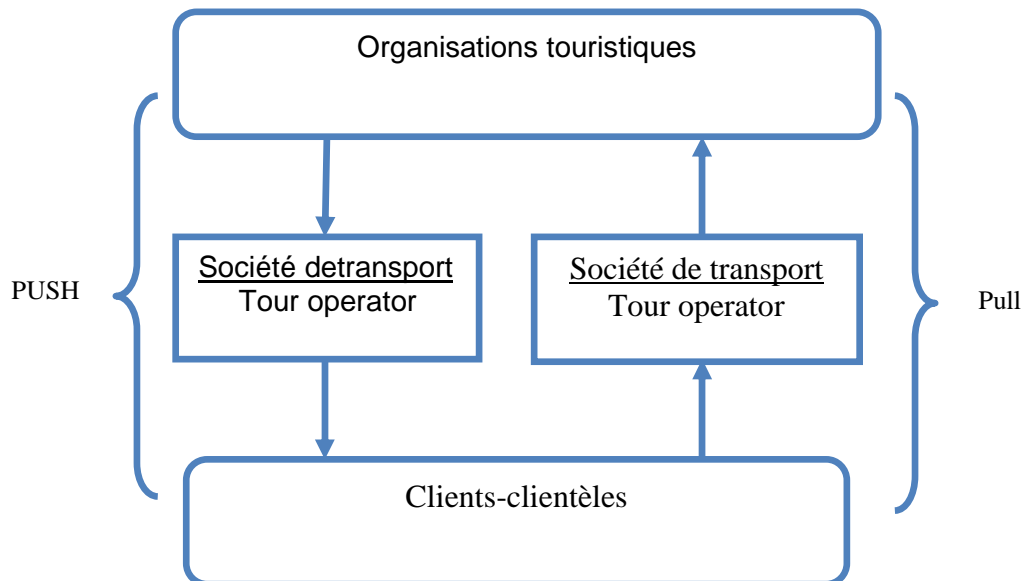 Organisations touristiques
Société detransport
Tour operator
Société de transport
Tour operator
PUSH
Pull
Clients-clientèles